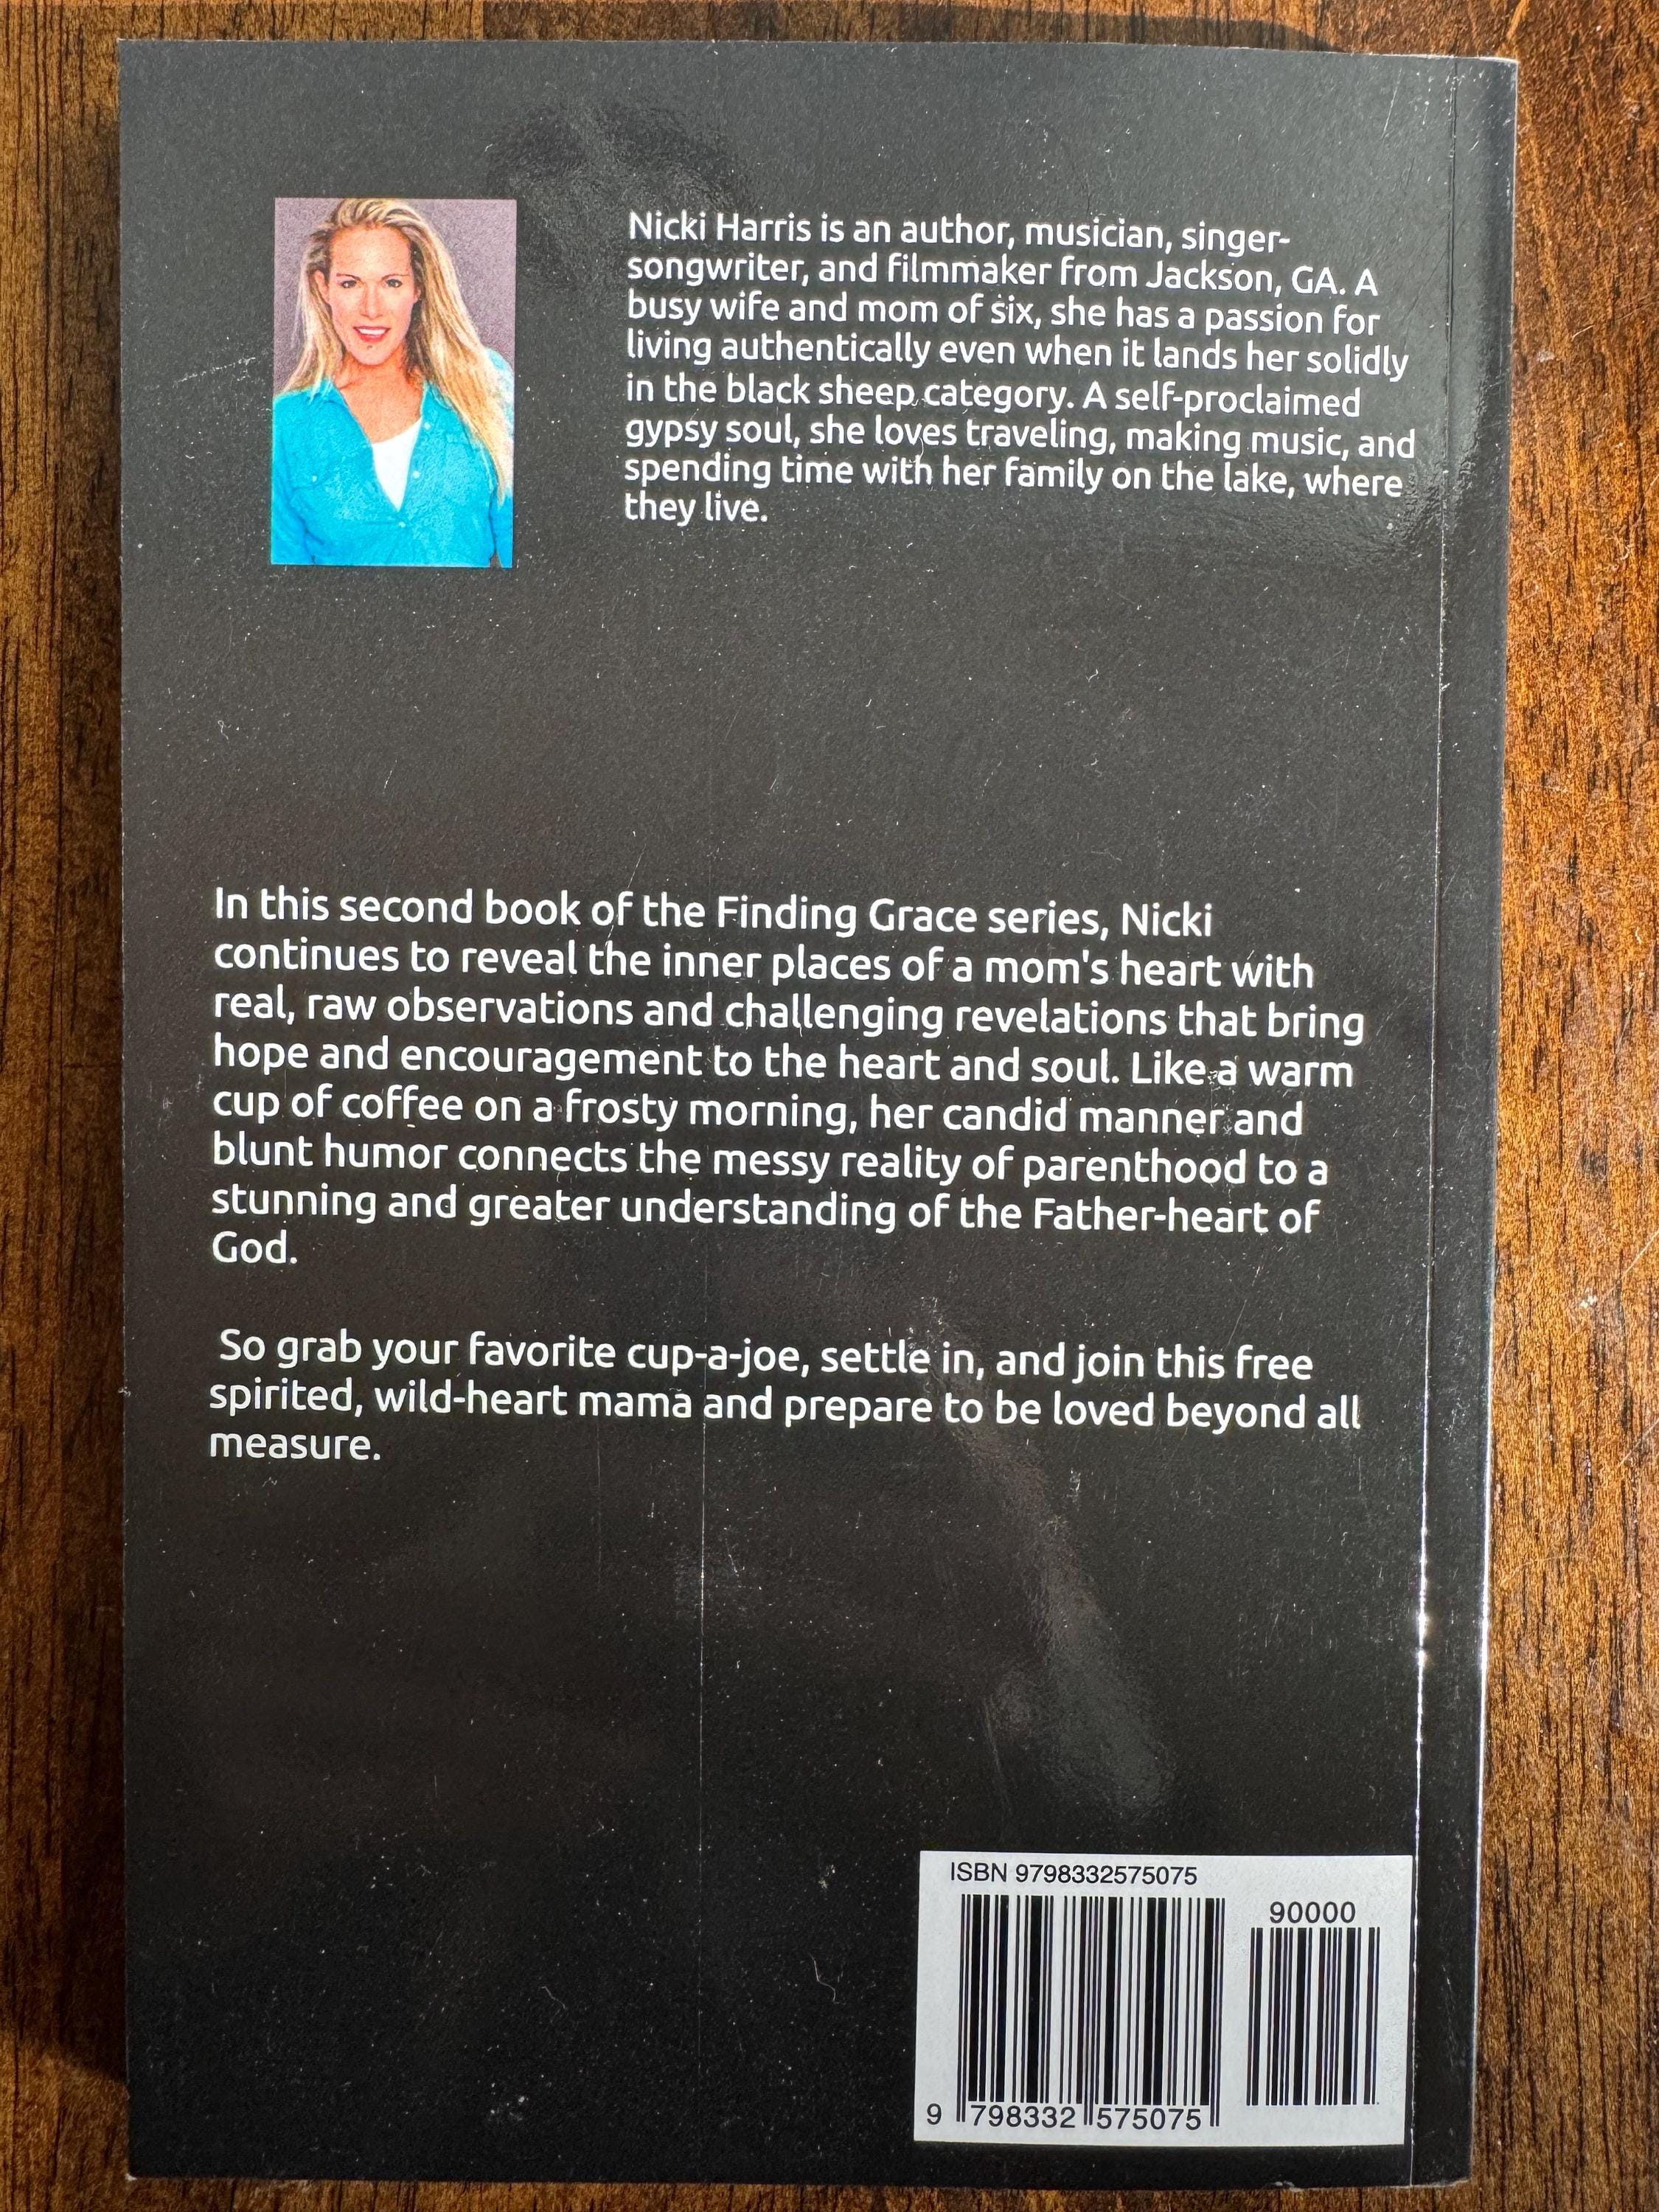 Nicki Harris is an author, musician, singer-
songwriter, and filmmaker from Jackson, GA. A
busy wife and mom of six, she has a passion for
living authentically even when it lands her solidly
in the black sheep category. A self-proclaimed
gypsy soul, she loves traveling, making music, and
spending time with her family on the lake, where
they live.
In this second book of the Finding Grace series, Nicki
continues to reveal the inner places of a mom's heart with
real, raw observations and challenging revelations that bring
hope and encouragement to the heart and soul. Like a warm
cup of coffee on a frosty morning, her candid manner and
blunt humor connects the messy reality of parenthood to a
stunning and greater understanding of the Father-heart of
God.
So grab your favorite cup-a-joe, settle in, and join this free
spirited, wild-heart mama and prepare to be loved beyond all
measure.
ISBN 9798332575075
90000
9 798332 575075